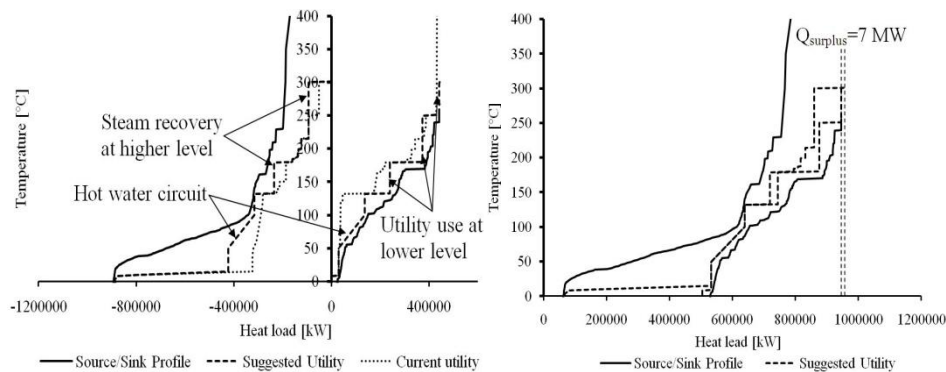 400
350
300
250
200
150
100
50
0
Temperature [°C]
Steam recovery
at higher level
Hot water circuit
Utility use at
lower level
-1200000
-800000
-400000
0
400000
Heat load [kW]
Source/Sink Profile
Suggested Utility
Current utility
400
350
300
250
200
150
100
50
0
Temperature [°C]
Qsurplus=7 MW
0
200000
400000
600000
800000
1000000
1200000
Heat load [kW]
Source/Sink Profile
Suggested Utility